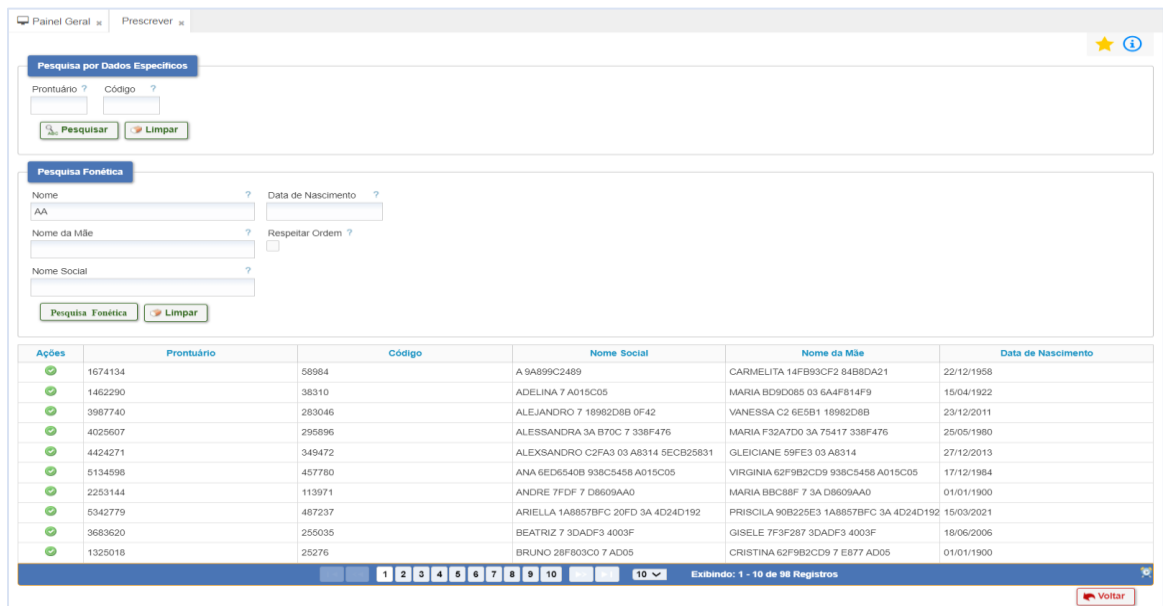 Painel Geral Prescrever
Pesquisa por Dados Específicos
Prontuário ? Código ?
Pesquisar Limpar
Pesquisa Fonética
Nome ? Data de Nascimento ?
AA
Nome da Mãe ? Respeitar Ordem ?
Nome Social ?
Pesquisa Fonética Limpar
Ações Prontuário Código Nome Social Nome da Mãe Data de Nascimento
1674134 58984 A 9A899C2489 CARMELITA 14FB93CF2 84B8DA21 22/12/1958
1462290 38310 ADELINA 7 A015C05 MARIA BD9D085 03 6A4F814F9 15/04/1922
3987740 283046 ALEJANDRO 7 18982D8B 0F42 VANESSA C2 6E5B1 18982D8B 23/12/2011
4025607 295896 ALESSANDRA 3A B70C 7 338F476 MARIA F32A7D0 3A 75417 338F476 25/05/1980
4424271 349472 ALEXSANDRO C2FA3 03 A8314 5ECB25831 GLEICIANE 59FE3 03 A8314 27/12/2013
5134598 457780 ANA 6ED6540B 938C5458 A015C05 VIRGINIA 62F9B2CD9 938C5458 A015C05 17/12/1984
2253144 113971 ANDRE 7FDF 7 D8609AA0 MARIA BBC88F 7 3A D8609AA0 01/01/1900
5342779 487237 ARIELLA 1A8857BFC 20FD 3A 4D24D192 PRISCILA 90B225E3 1A8857BFC 3A 4D24D192 15/03/2021
3683620 255035 BEATRIZ 7 3DADF3 4003F GISELE 7F3F287 3DADF3 4003F 18/06/2006
1325018 25276 BRUNO 28F803C0 7 AD05 CRISTINA 62F9B2CD9 7 E877 AD05 01/01/1900
1 2 3 4 5 6 7 8 9 10 10 Exibindo: 1 - 10 de 98 Registros
Voltar